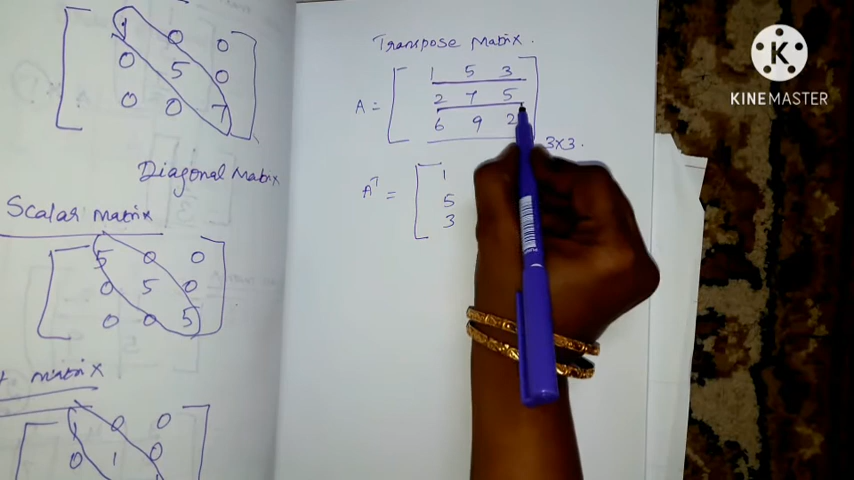 1 0 0
0 5 0
0 0 7
Diagonal Matrix
Scalar Matrix
5 0 0
0 5 0
0 0 5
Matrix
1 0 0
0 1 0
Transpose Matrix.
A = 1 5 3
2 7 5
6 9 2
3x3.
Aᵀ = 1
5
3
KINEMASTER